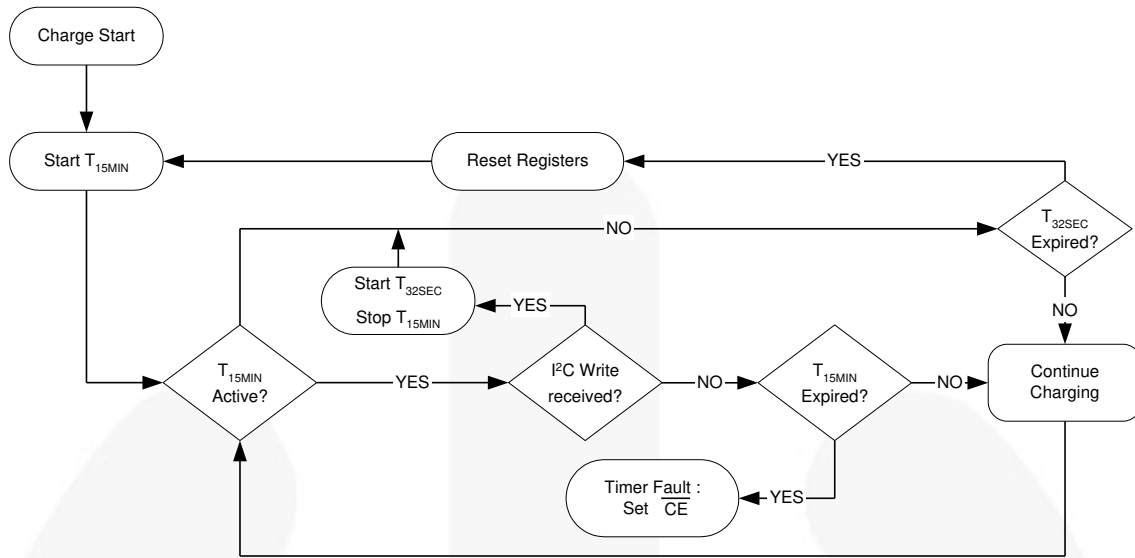 Charge Start
Start T15MIN
Reset Registers
YES
T32SEC
Expired?
NO
Start T32SEC
Stop T15MIN
YES
NO
T15MIN
Active?
YES
I²C Write
received?
NO
T15MIN
Expired?
NO
Continue
Charging
Timer Fault :
Set C̅E̅
YES